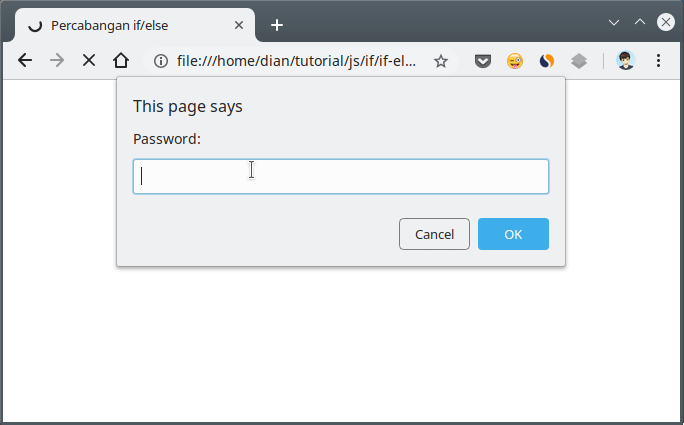 Percabangan if/else
file:///home/dian/tutorial/js/if/if-el...
This page says
Password:
Cancel
OK